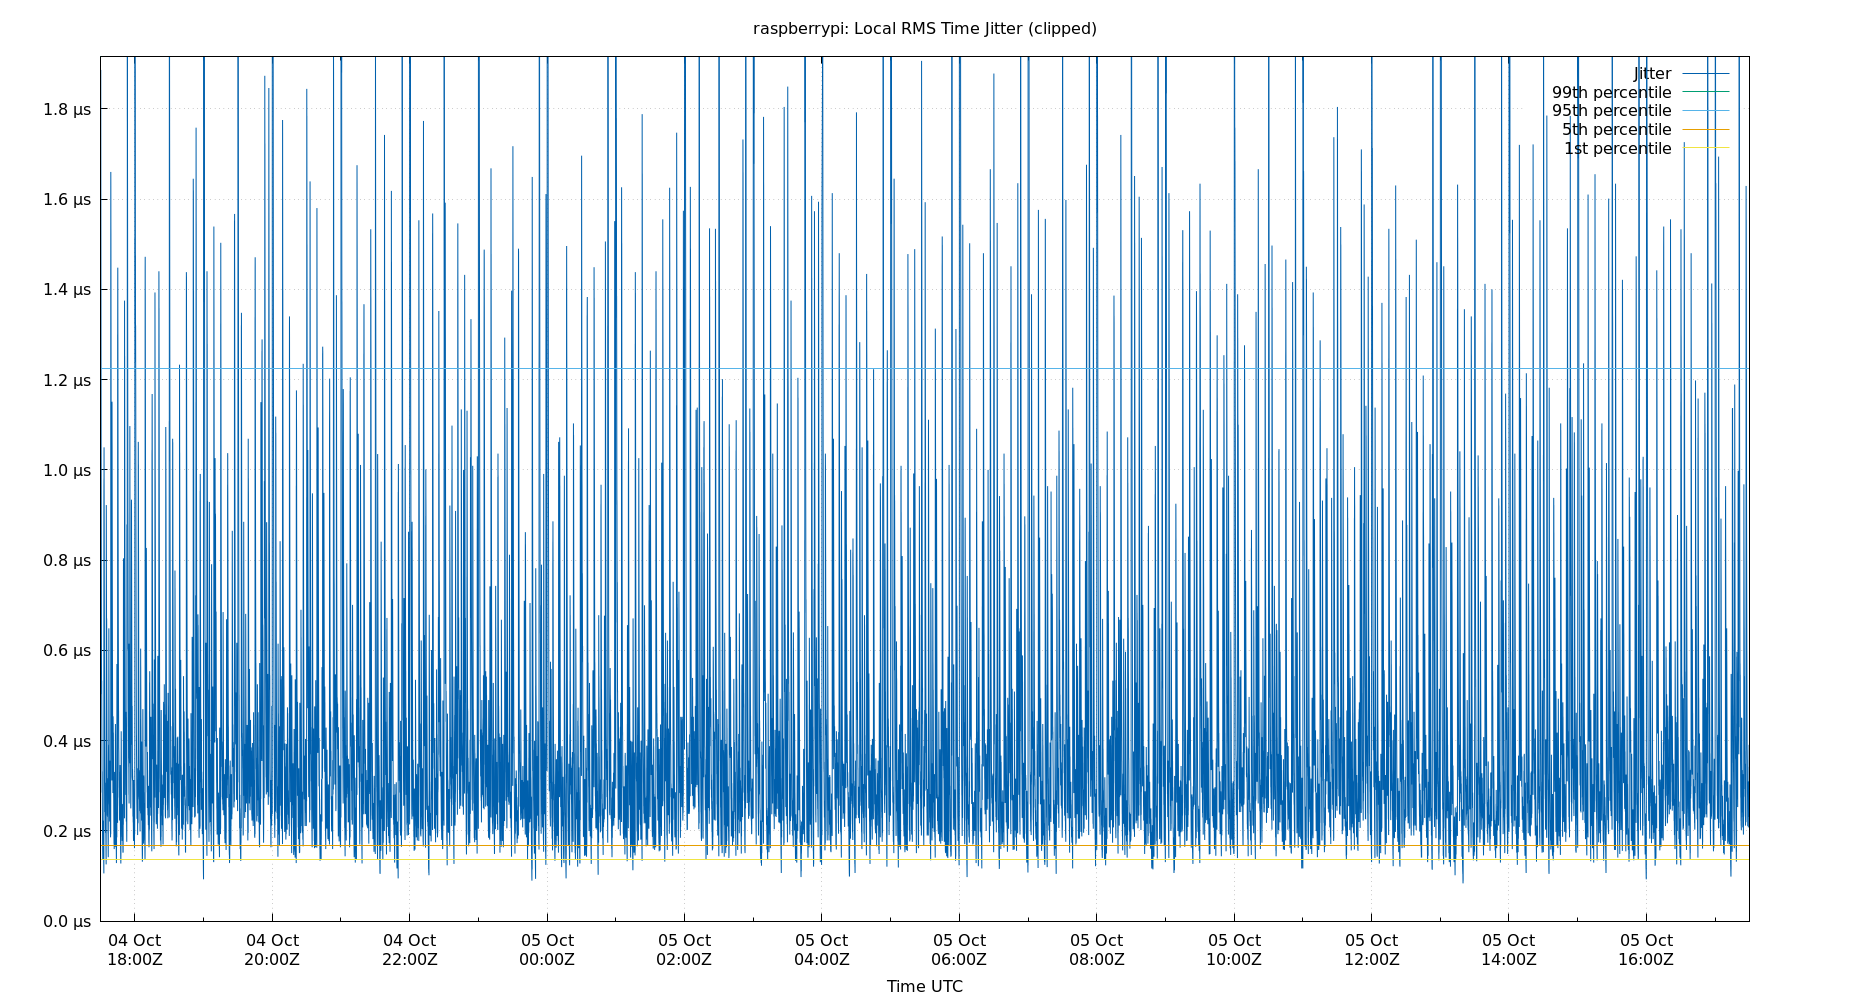 raspberrypi: Local RMS Time Jitter (clipped)
Jitter
99th percentile
95th percentile
5th percentile
1st percentile
1.8 μs
1.6 μs
1.4 μs
1.2 μs
1.0 μs
0.8 μs
0.6 μs
0.4 μs
0.2 μs
0.0 μs
04 Oct 04 Oct 04 Oct 05 Oct 05 Oct 05 Oct 05 Oct 05 Oct 05 Oct 05 Oct 05 Oct 05 Oct
18:00Z 20:00Z 22:00Z 00:00Z 02:00Z 04:00Z 06:00Z 08:00Z 10:00Z 12:00Z 14:00Z 16:00Z
Time UTC